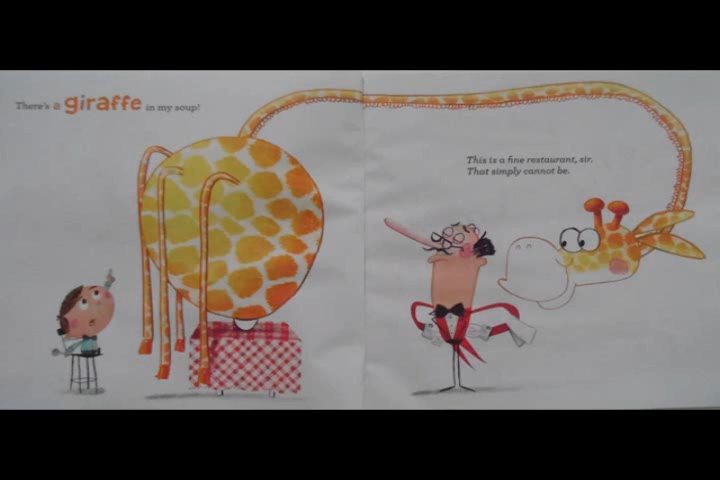 There's a giraffe in my soup!
This is a fine restaurant, sir.
That simply cannot be.